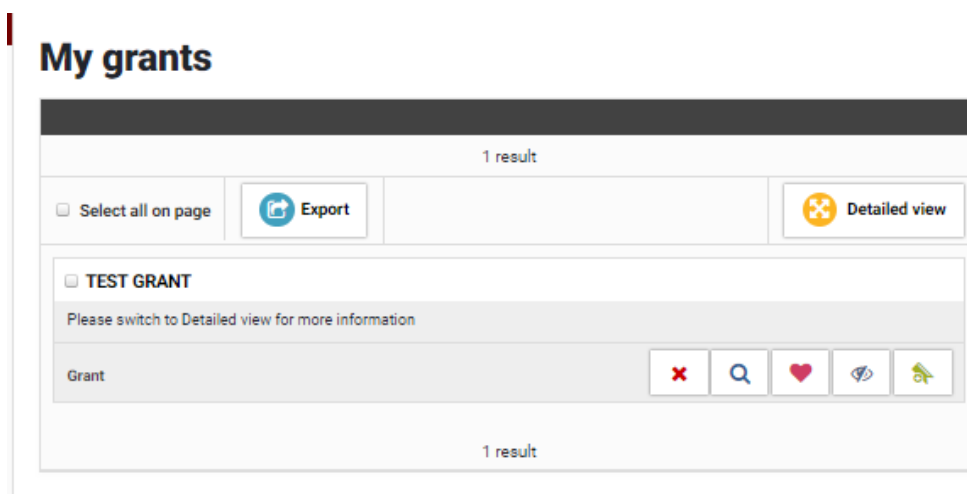 My grants
1 result
Select all on page
Export
Detailed view
TEST GRANT
Please switch to Detailed view for more information
Grant
1 result